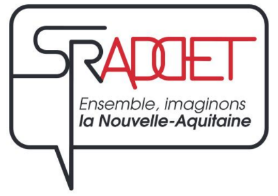 SRADDET
Ensemble, imaginons
la Nouvelle-Aquitaine